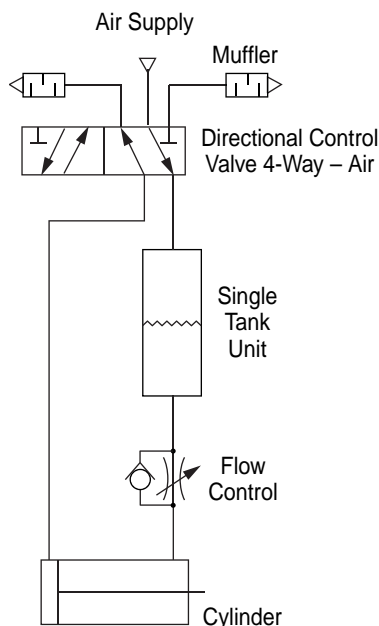 Air Supply
Muffler
Directional Control
Valve 4-Way – Air
Single
Tank
Unit
Flow
Control
Cylinder